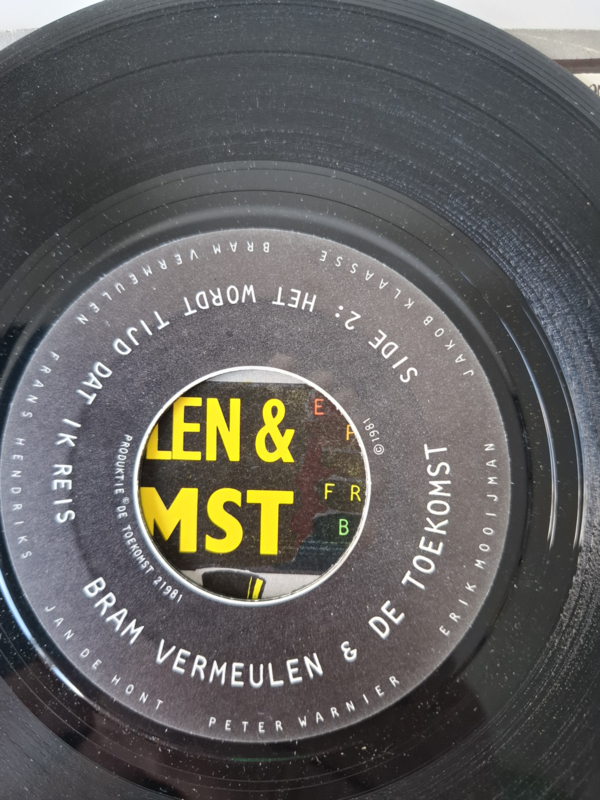 SIDE 2: HET WORDT TIJD DAT IK REIS
BRAM VERMEULEN & DE TOEKOMST
JAKOB KLAASSE
BRAM VERMEULEN
FRANS HENDRIKS
JAN DE HONT
PETER WARNIER
ERIK MOOIJMAN
PRODUKTIE © DE TOEKOMST 21981
©1981
LEN &
MST
E
F
FR
B